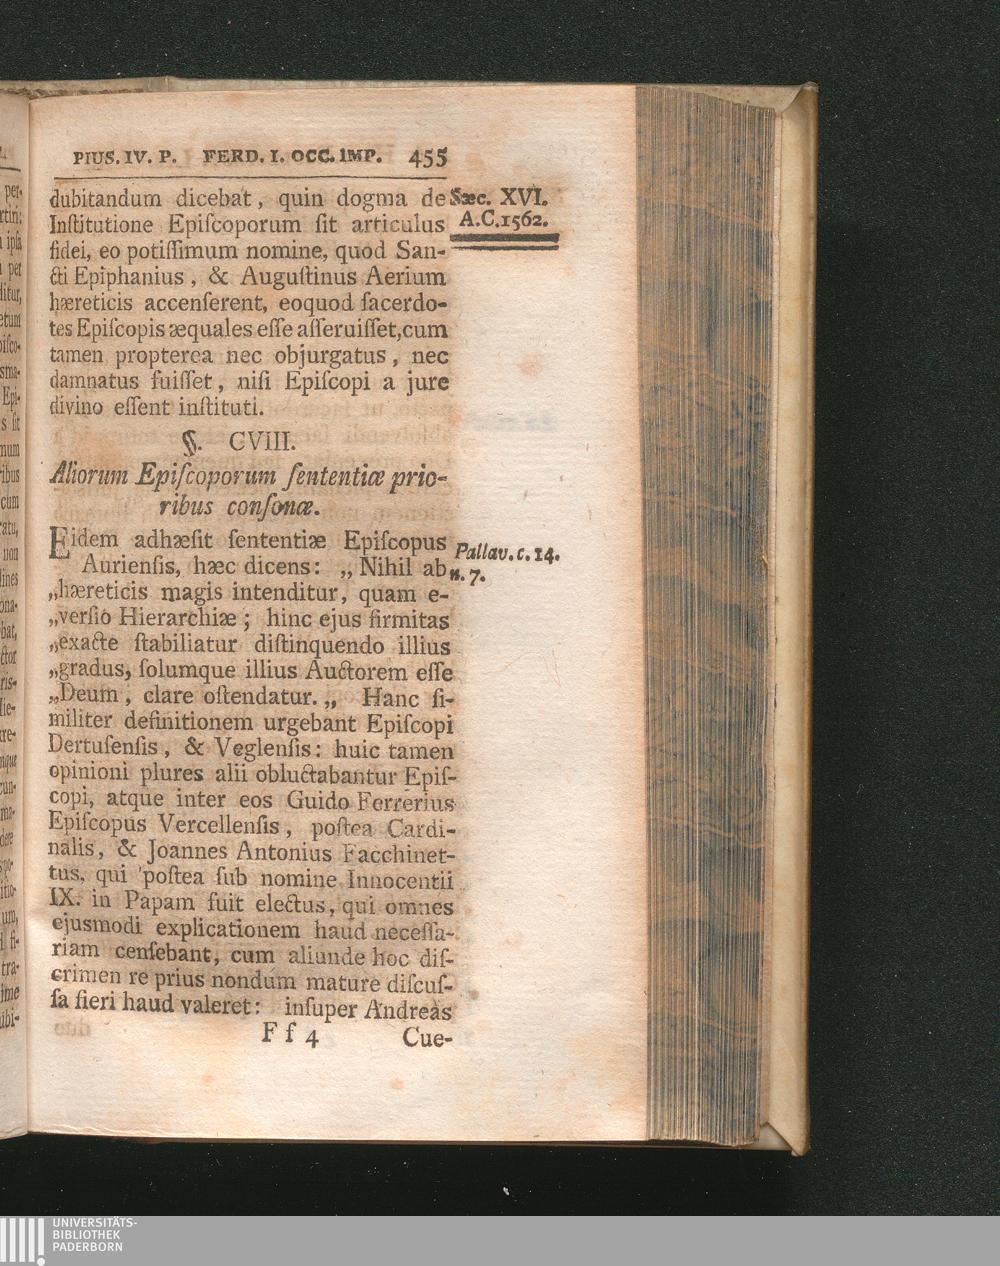 PIUS. IV. P. FERD. I. OCC. IMP. 455
dubitandum dicebat, quin dogma de
Sæc. XVI.
Inſtitutione Epiſcoporum ſit articulus
A.C.1562.
fidei, eo potiſſimum nomine, quod San-
cti Epiphanius, & Auguſtinus Aerium
hæreticis accenſerent, eoquod ſacerdo-
tes Epiſcopis æquales eſſe aſſeruiſſet, cum
tamen propterea nec objurgatus, nec
damnatus fuiſſet, niſi Epiſcopi a jure
divino eſſent inſtituti.
§. CVIII.
Aliorum Epiſcoporum ſententiæ prio-
ribus conſonæ.
Eidem adhæſit ſententiæ Epiſcopus
Pallav. c. 14.
Aurienſis, hæc dicens: „Nihil ab
n. 7.
„hæreticis magis intenditur, quam e-
„verſio Hierarchiæ; hinc ejus firmitas
„exacte ſtabiliatur diſtinquendo illius
„gradus, ſolumque illius Auctorem eſſe
„Deum, clare oſtendatur. „ Hanc ſi-
militer definitionem urgebant Epiſcopi
Dertuſenſis, & Veglenſis: huic tamen
opinioni plures alii obluctabantur Epiſ-
copi, atque inter eos Guido Ferrerius
Epiſcopus Vercellenſis, poſtea Cardi-
nalis, & Joannes Antonius Facchinet-
tus, qui poſtea ſub nomine Innocentii
IX. in Papam fuit electus, qui omnes
ejusmodi explicationem haud neceſſa-
riam cenſebant, cum aliunde hoc diſ-
crimen re prius nondum mature diſcuſ-
ſa fieri haud valeret: inſuper Andreas
F f 4 Cue-
UNIVERSITÄTS-
BIBLIOTHEK
PADERBORN